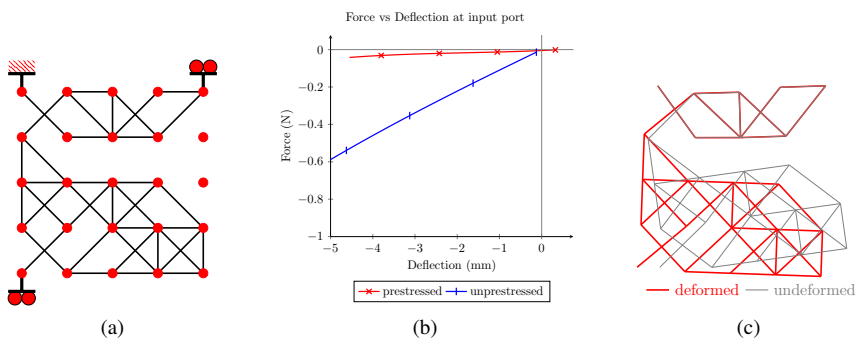 Force vs Deflection at input port
0
−0.2
−0.4
−0.6
−0.8
−1
Force (N)
−5 −4 −3 −2 −1 0
Deflection (mm)
prestressed unprestressed
deformed undeformed
(a) (b) (c)